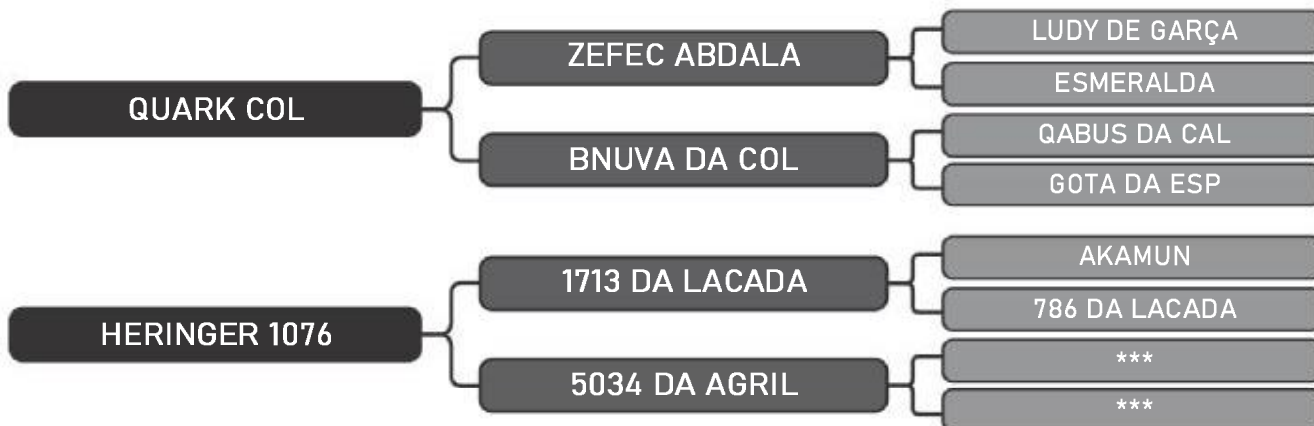 QUARK COL
ZEFEC ABDALA
LUDY DE GARÇA
ESMERALDA
BNUVA DA COL
QABUS DA CAL
GOTA DA ESP
HERINGER 1076
1713 DA LACADA
AKAMUN
786 DA LACADA
5034 DA AGRIL
***
***